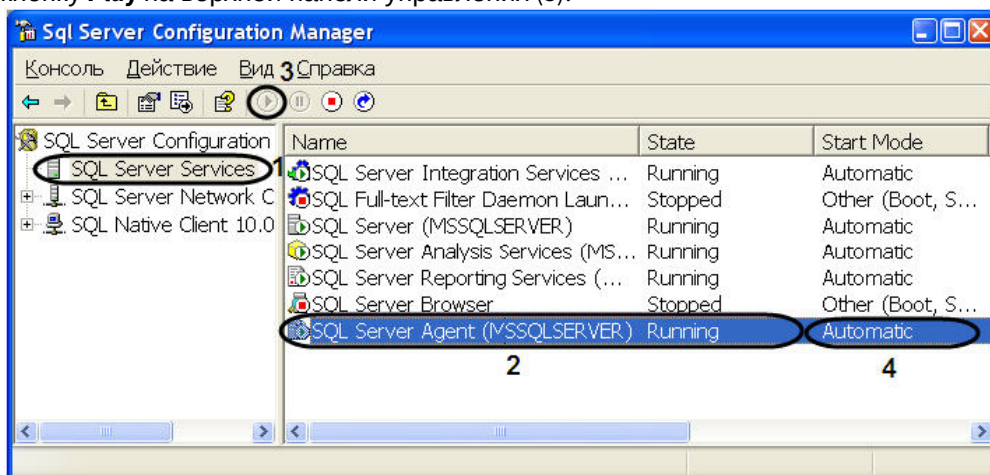 кнопку Play на верхней панели управления (3).
Sql Server Configuration Manager
Консоль Действие Вид 3 Справка
SQL Server Configuration
SQL Server Services 1
SQL Server Network C
SQL Native Client 10.0
Name State Start Mode
SQL Server Integration Services ... Running Automatic
SQL Full-text Filter Daemon Laun... Stopped Other (Boot, S...
SQL Server (MSSQLSERVER) Running Automatic
SQL Server Analysis Services (MS... Running Automatic
SQL Server Reporting Services (... Running Automatic
SQL Server Browser Stopped Other (Boot, S...
SQL Server Agent (MSSQLSERVER) Running Automatic
2 4